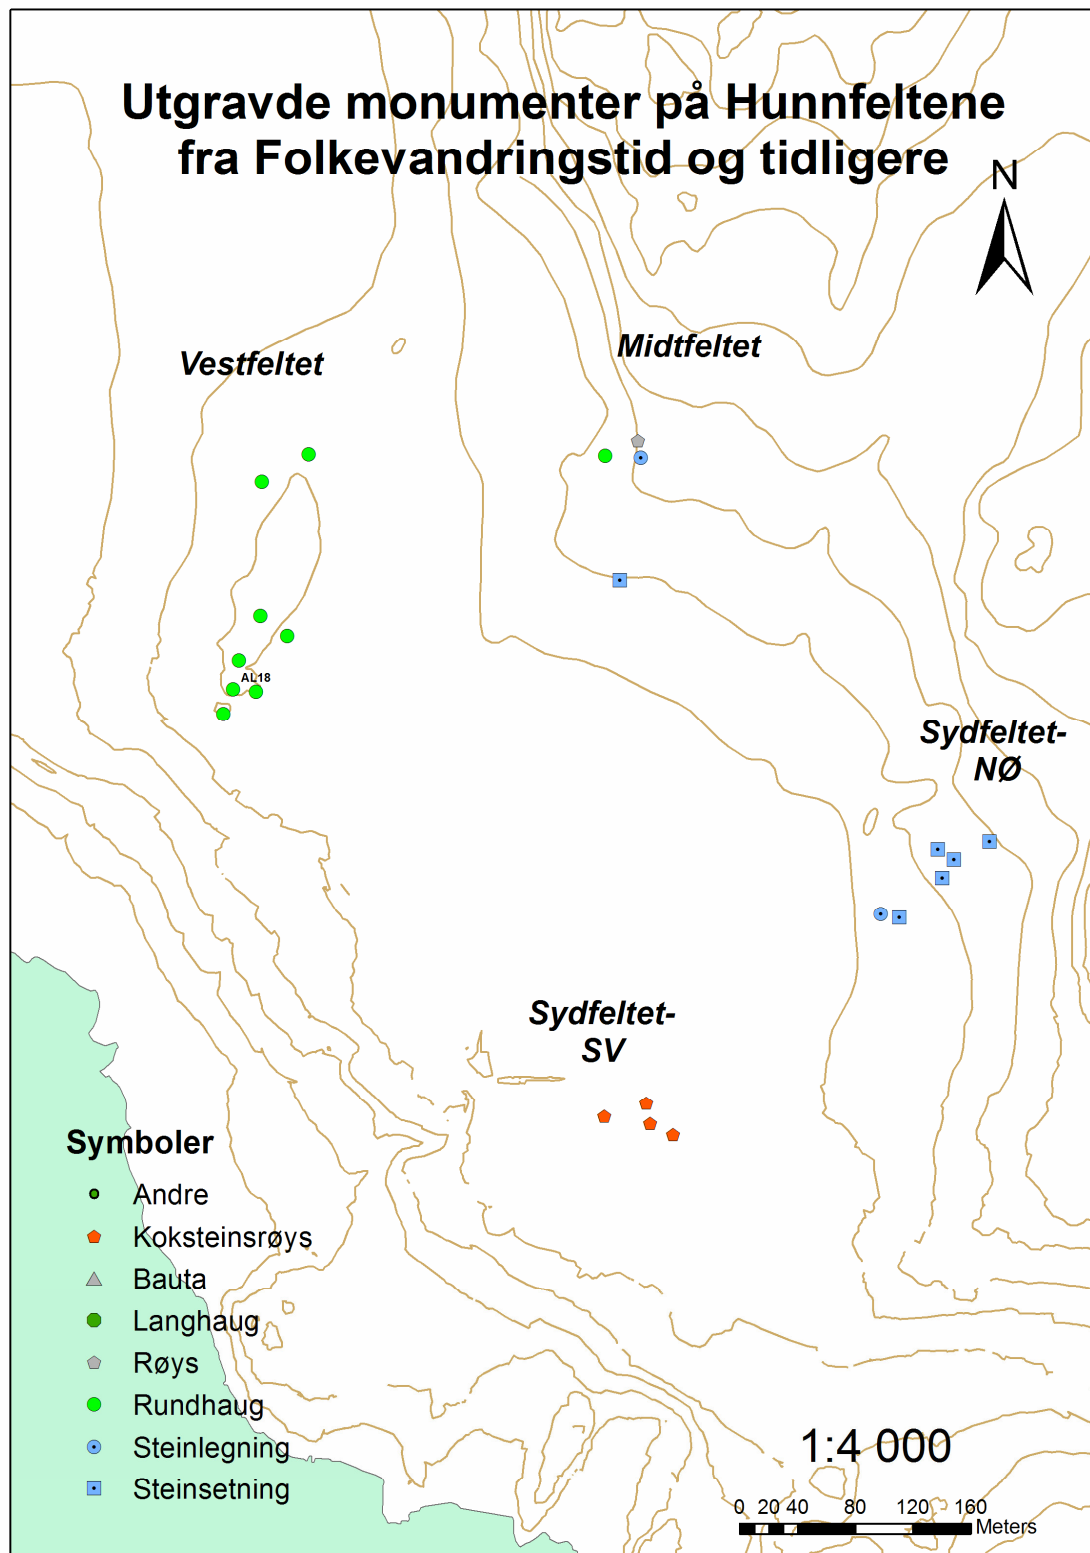 Utgravde monumenter på Hunnfeltene
fra Folkevandringstid og tidligere
N
Midtfeltet
Vestfeltet
AL18
Sydfeltet-
NØ
Sydfeltet-
SV
Symboler
Andre
Koksteinsrøys
Bauta
Langhaug
Røys
Rundhaug
Steinlegning
Steinsetning
1:4 000
0 20 40 80 120 160
Meters